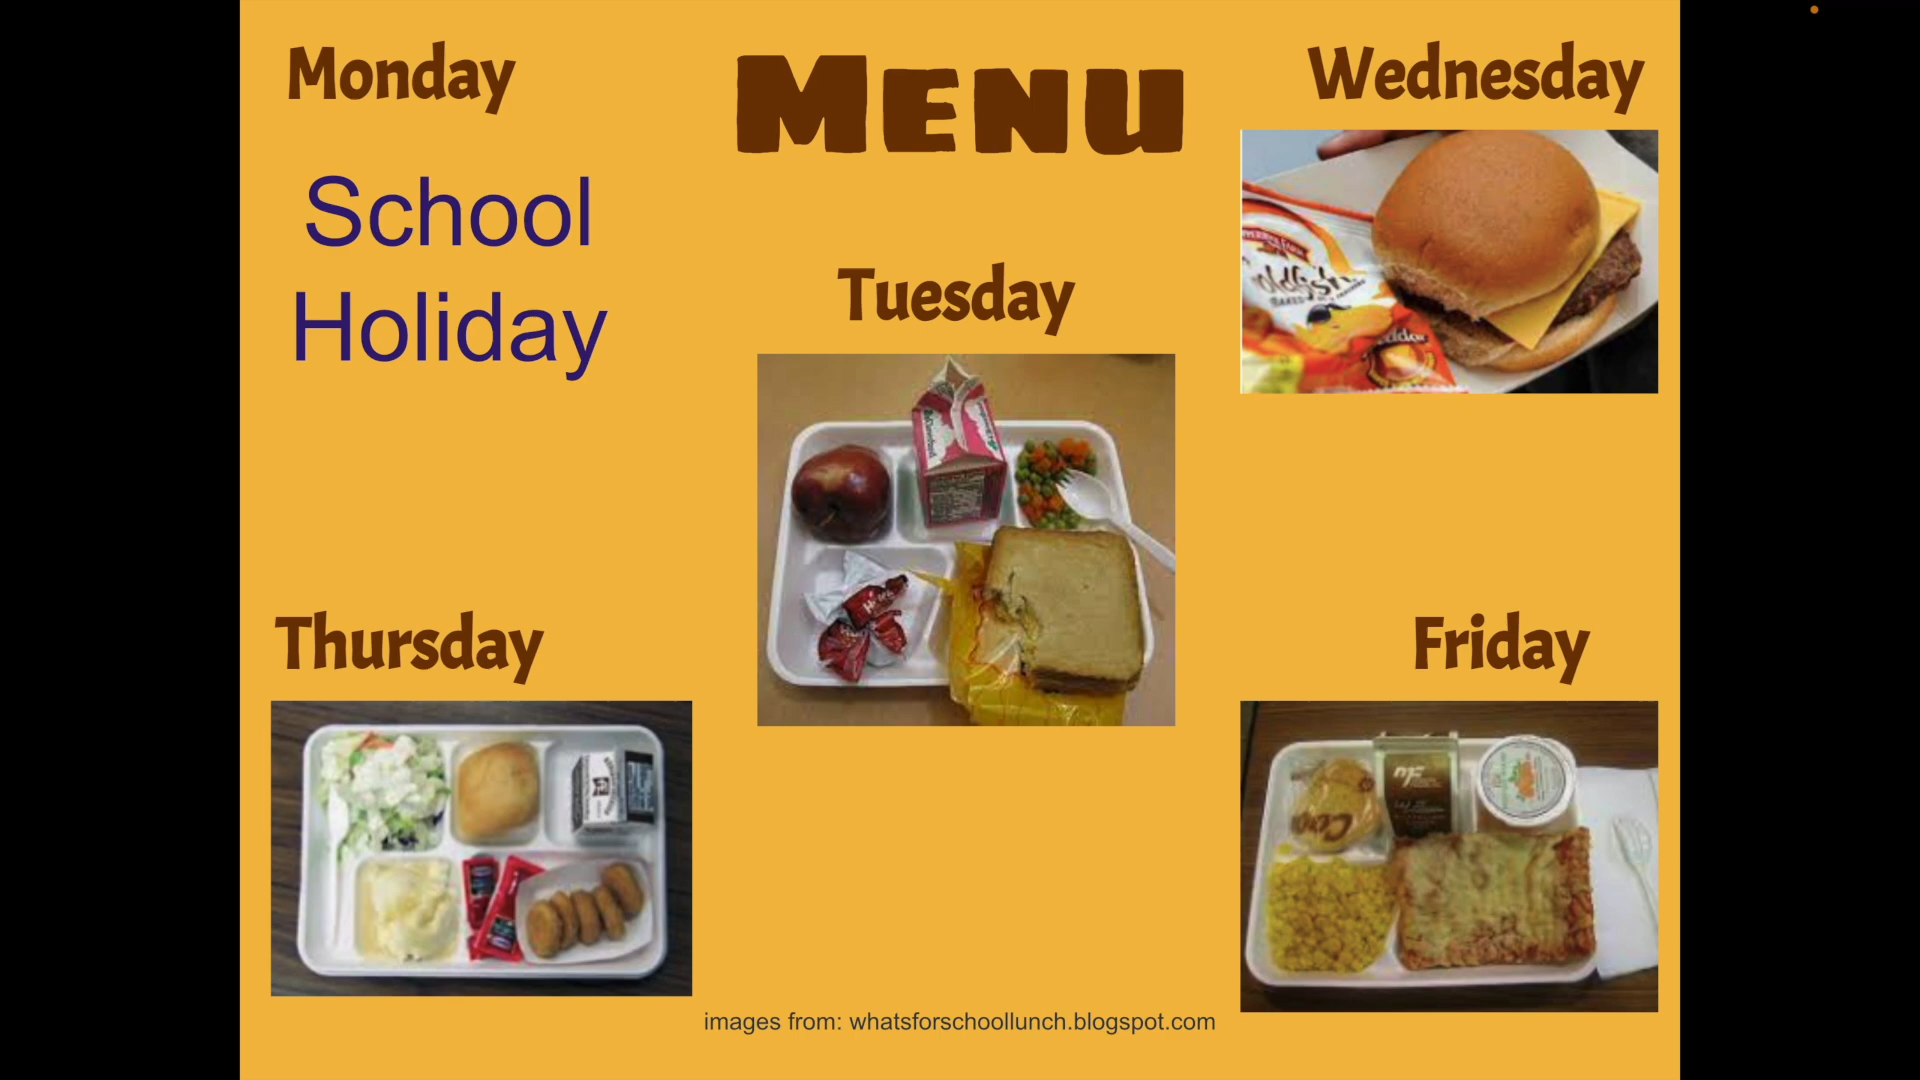 Monday
Menu
Wednesday
School
Holiday
Tuesday
Thursday
Friday
images from: whatsforschoollunch.blogspot.com